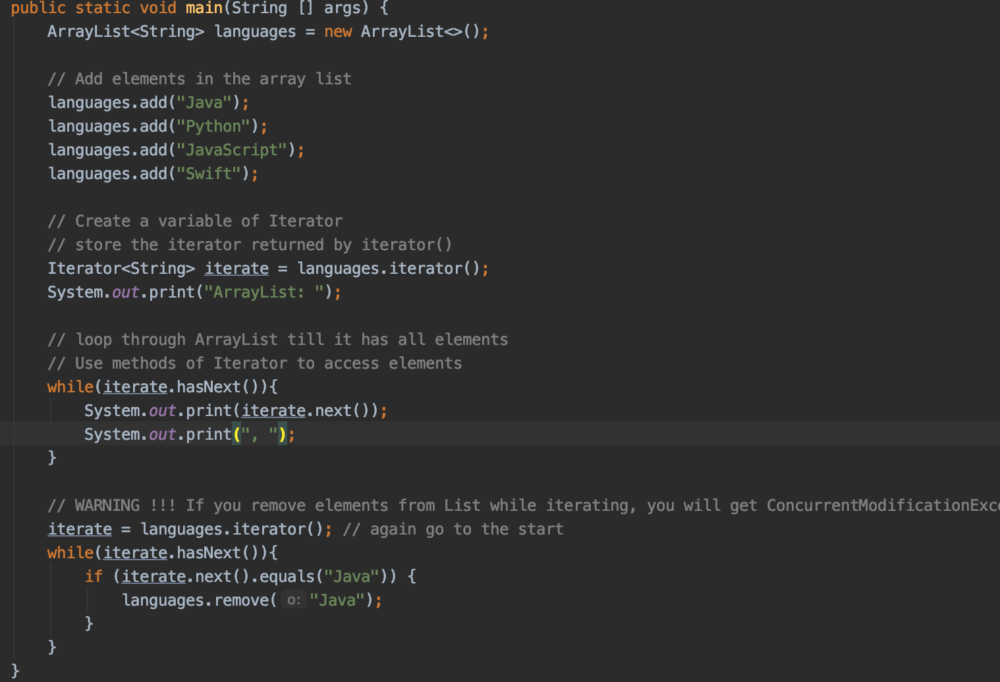 public static void main(String [] args) {
ArrayList<String> languages = new ArrayList<>();
// Add elements in the array list
languages.add("Java");
languages.add("Python");
languages.add("JavaScript");
languages.add("Swift");
// Create a variable of Iterator
// store the iterator returned by iterator()
Iterator<String> iterate = languages.iterator();
System.out.print("ArrayList: ");
// loop through ArrayList till it has all elements
// Use methods of Iterator to access elements
while(iterate.hasNext()){
System.out.print(iterate.next());
System.out.print(", ");
}
// WARNING !!! If you remove elements from List while iterating, you will get ConcurrentModificationExc
iterate = languages.iterator(); // again go to the start
while(iterate.hasNext()){
if (iterate.next().equals("Java")) {
languages.remove( o: "Java");
}
}
}